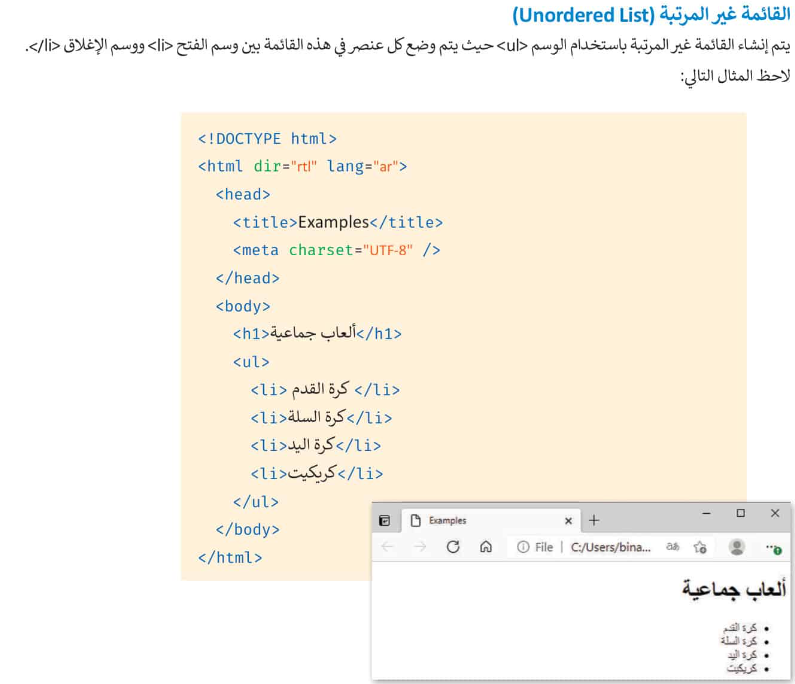 القائمة غير المرتبة (Unordered List)
يتم إنشاء القائمة غير المرتبة باستخدام الوسم <ul> حيث يتم وضع كل عنصر في هذه القائمة بين وسم الفتح <li> ووسم الإغلاق </li>.
لاحظ المثال التالي:
<!DOCTYPE html>
<html dir="rtl" lang="ar">
<head>
<title>Examples</title>
<meta charset="UTF-8" />
</head>
<body>
<h1>ألعاب جماعية</h1>
<ul>
<li> كرة القدم </li>
<li>كرة السلة</li>
<li>كرة اليد</li>
<li>كريكيت</li>
</ul>
</body>
</html>
Examples
File | C:/Users/bina...
ألعاب جماعية
• كرة القدم
• كرة السلة
• كرة اليد
• كريكيت